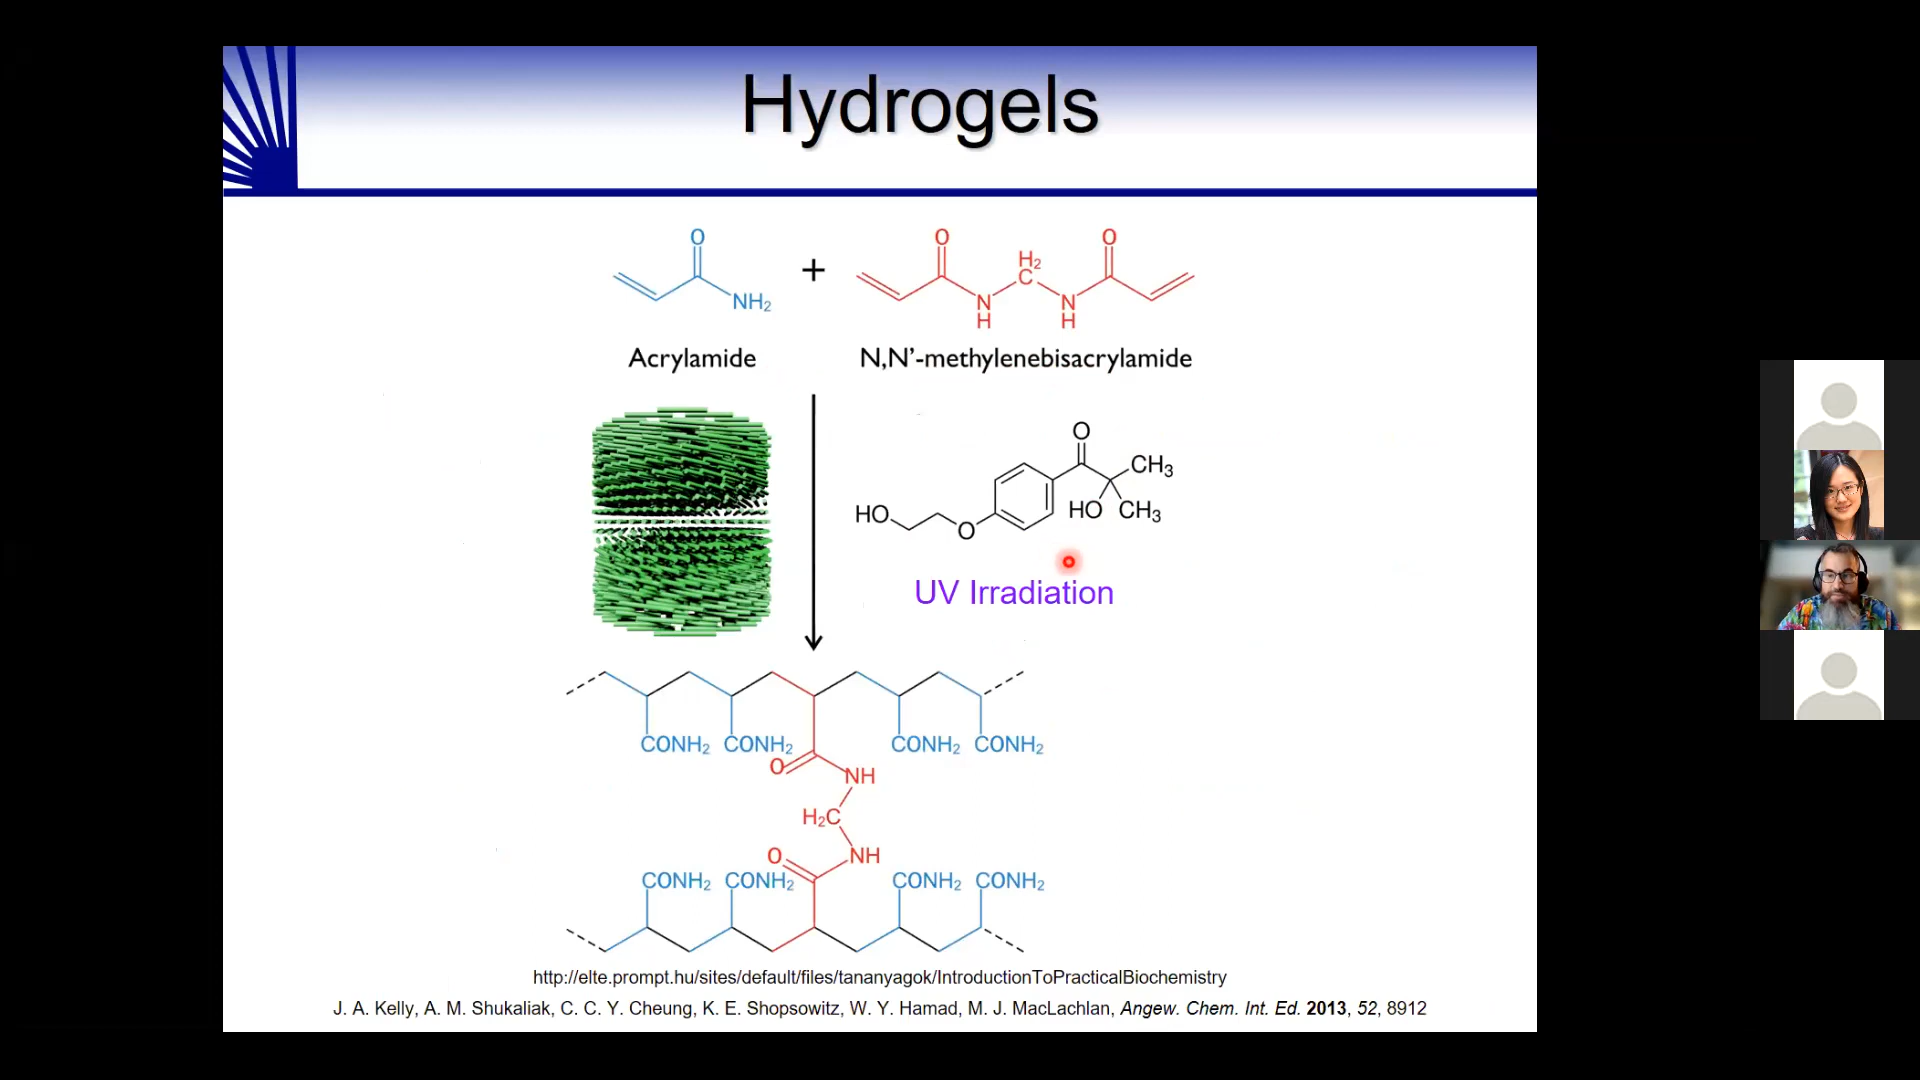 Hydrogels
O
NH2
+
O
N
H
H2
C
N
H
O
Acrylamide
N,N'-methylenebisacrylamide
O
CH3
HO CH3
HO
O
UV Irradiation
CONH2 CONH2 CONH2 CONH2
O NH
H2C
O NH
CONH2 CONH2 CONH2 CONH2
http://elte.prompt.hu/sites/default/files/tananyagok/IntroductionToPracticalBiochemistry
J. A. Kelly, A. M. Shukaliak, C. C. Y. Cheung, K. E. Shopsowitz, W. Y. Hamad, M. J. MacLachlan, Angew. Chem. Int. Ed. 2013, 52, 8912